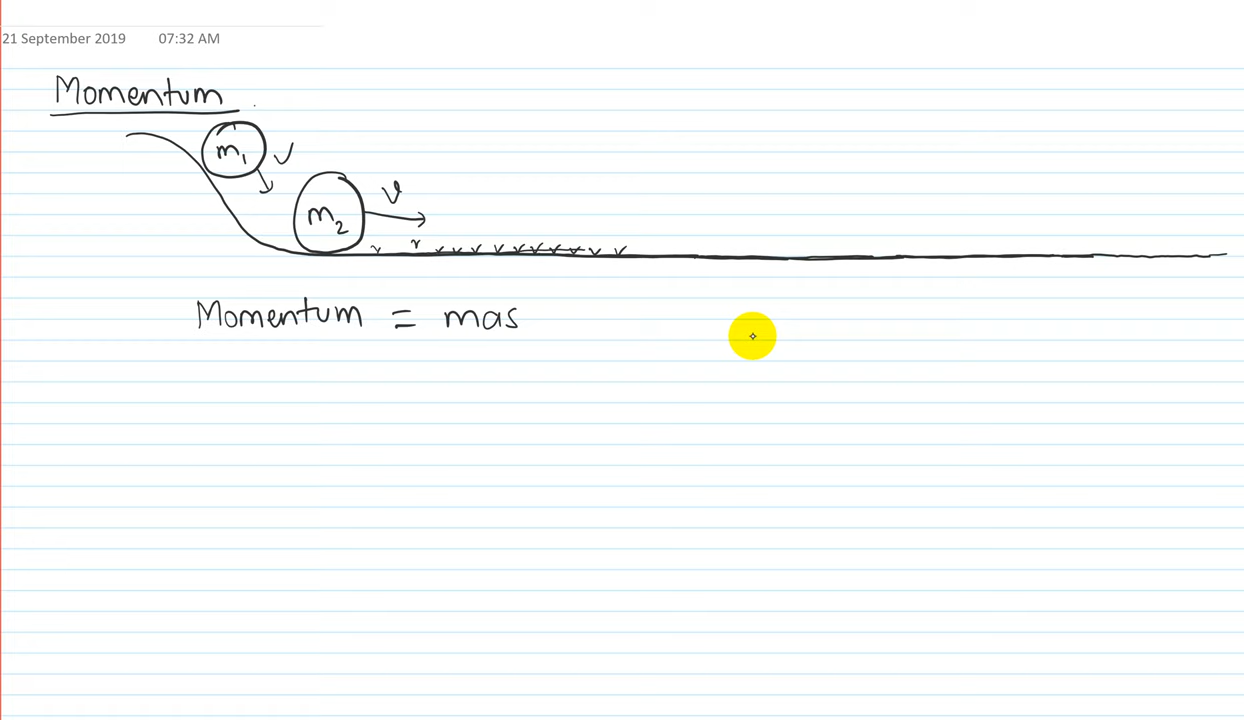 21 September 2019 07:32 AM
Momentum
m1 v
m2 v
Momentum = mas